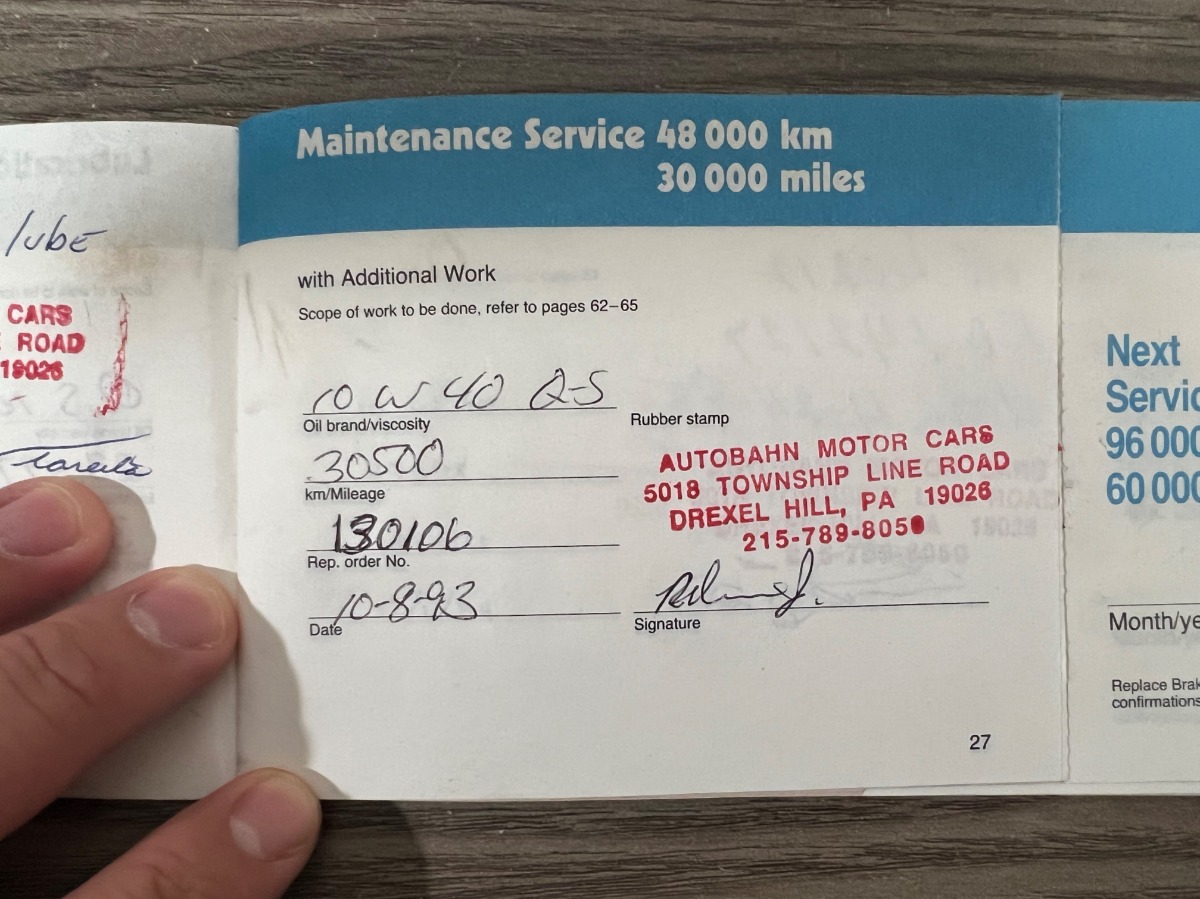 lube
CARS
ROAD
19026
Maintenance Service 48 000 km
30 000 miles
with Additional Work
Scope of work to be done, refer to pages 62–65
10 W 40 Q-S
Oil brand/viscosity
30500
km/Mileage
130106
Rep. order No.
10-8-93
Date
Rubber stamp
AUTOBAHN MOTOR CARS
5018 TOWNSHIP LINE ROAD
DREXEL HILL, PA 19026
215-789-8050
Signature
27
Next
Servic
96 000
60 000
Month/ye
Replace Brak
confirmations